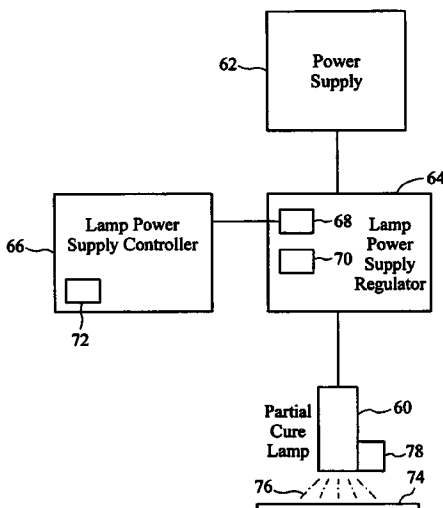 62
Power
Supply
64
66
Lamp Power
Supply Controller
68
70
Lamp
Power
Supply
Regulator
72
Partial
Cure
Lamp
60
78
76
74